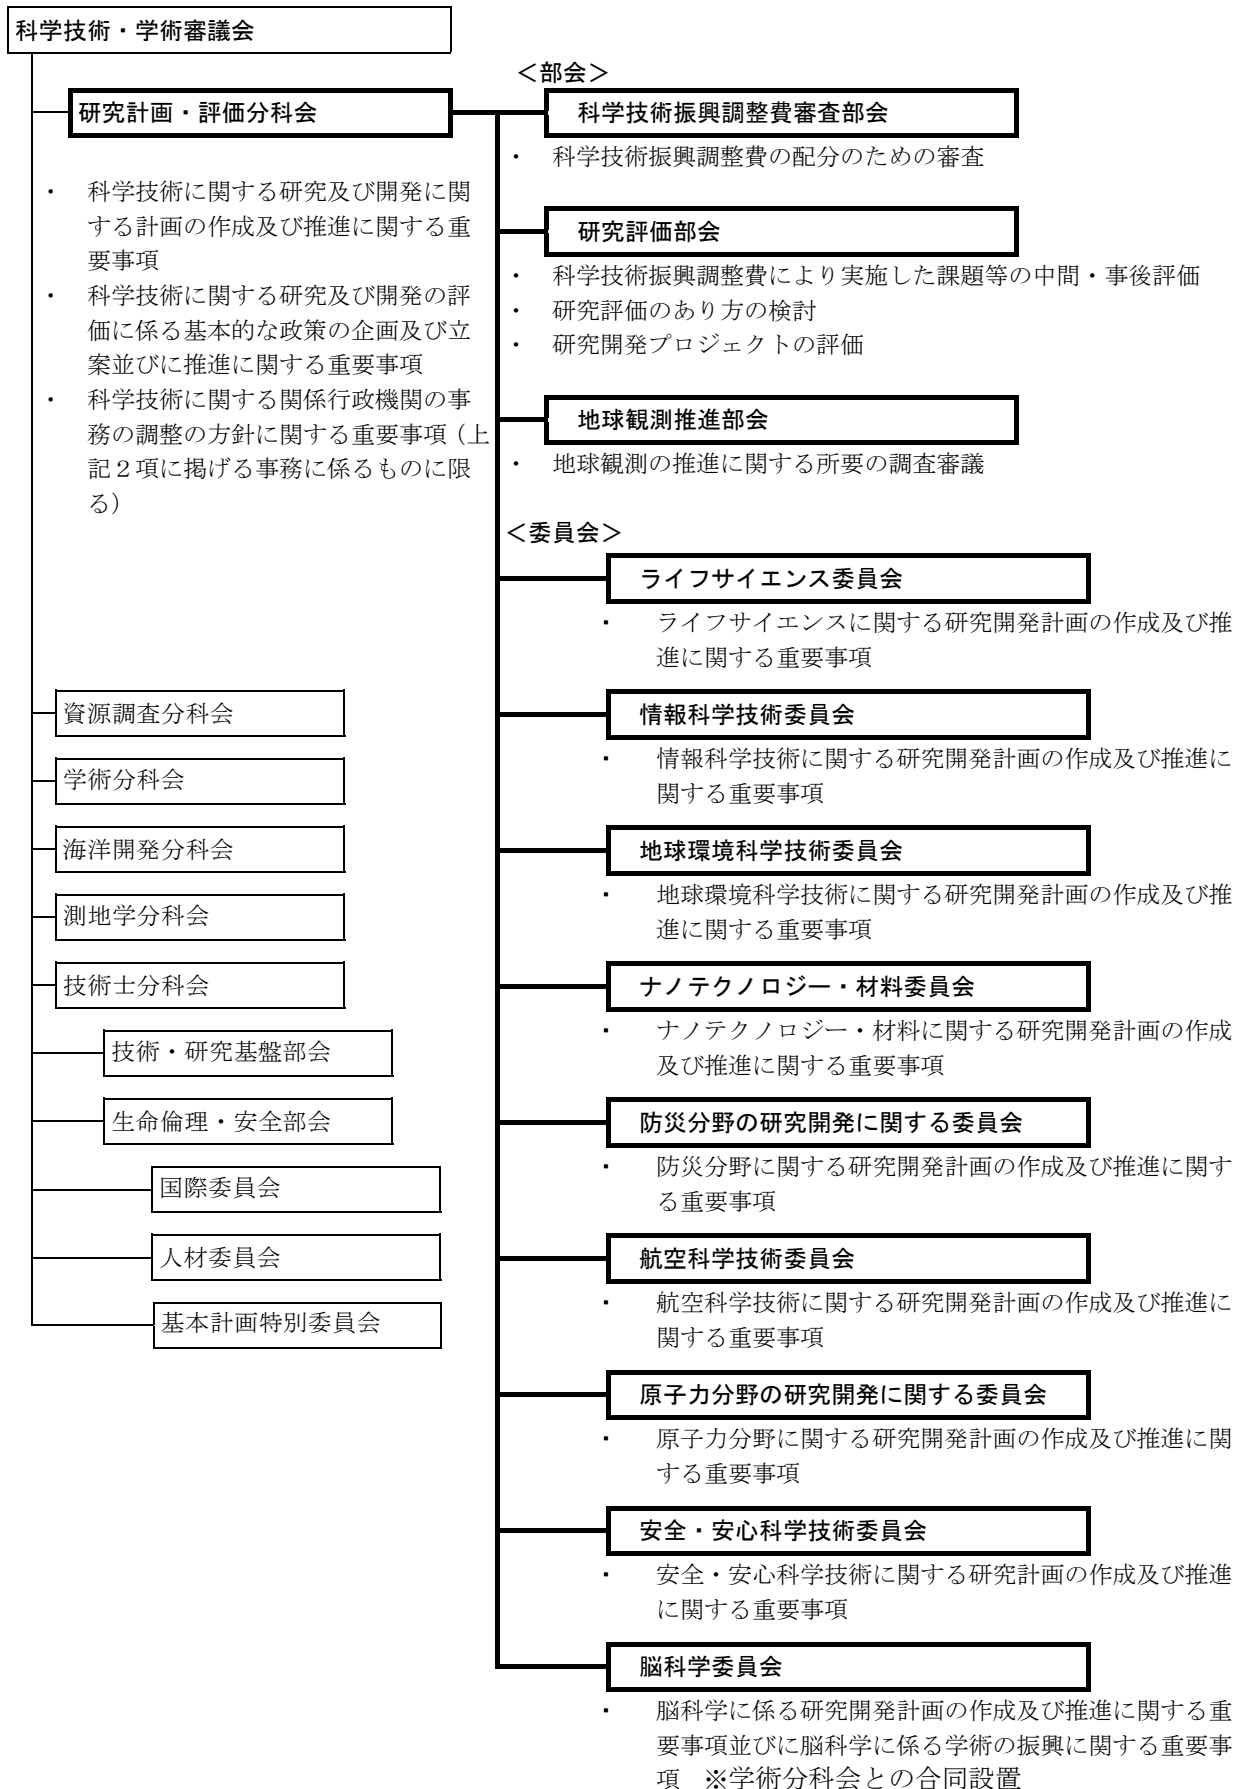 科学技術・学術審議会
研究計画・評価分科会
・ 科学技術に関する研究及び開発に関
する計画の作成及び推進に関する重
要事項
・ 科学技術に関する研究及び開発の評
価に係る基本的な政策の企画及び立
案並びに推進に関する重要事項
・ 科学技術に関する関係行政機関の事
務の調整の方針に関する重要事項（上
記２項に掲げる事務に係るものに限
る）
資源調査分科会
学術分科会
海洋開発分科会
測地学分科会
技術士分科会
技術・研究基盤部会
生命倫理・安全部会
国際委員会
人材委員会
基本計画特別委員会
＜部会＞
科学技術振興調整費審査部会
・ 科学技術振興調整費の配分のための審査
研究評価部会
・ 科学技術振興調整費により実施した課題等の中間・事後評価
・ 研究評価のあり方の検討
・ 研究開発プロジェクトの評価
地球観測推進部会
・ 地球観測の推進に関する所要の調査審議
＜委員会＞
ライフサイエンス委員会
・ ライフサイエンスに関する研究開発計画の作成及び推
進に関する重要事項
情報科学技術委員会
・ 情報科学技術に関する研究開発計画の作成及び推進に
関する重要事項
地球環境科学技術委員会
・ 地球環境科学技術に関する研究開発計画の作成及び推
進に関する重要事項
ナノテクノロジー・材料委員会
・ ナノテクノロジー・材料に関する研究開発計画の作成
及び推進に関する重要事項
防災分野の研究開発に関する委員会
・ 防災分野に関する研究開発計画の作成及び推進に関す
る重要事項
航空科学技術委員会
・ 航空科学技術に関する研究開発計画の作成及び推進に
関する重要事項
原子力分野の研究開発に関する委員会
・ 原子力分野に関する研究開発計画の作成及び推進に関
する重要事項
安全・安心科学技術委員会
・ 安全・安心科学技術に関する研究計画の作成及び推進
に関する重要事項
脳科学委員会
・ 脳科学に係る研究開発計画の作成及び推進に関する重
要事項並びに脳科学に係る学術の振興に関する重要事
項 ※学術分科会との合同設置